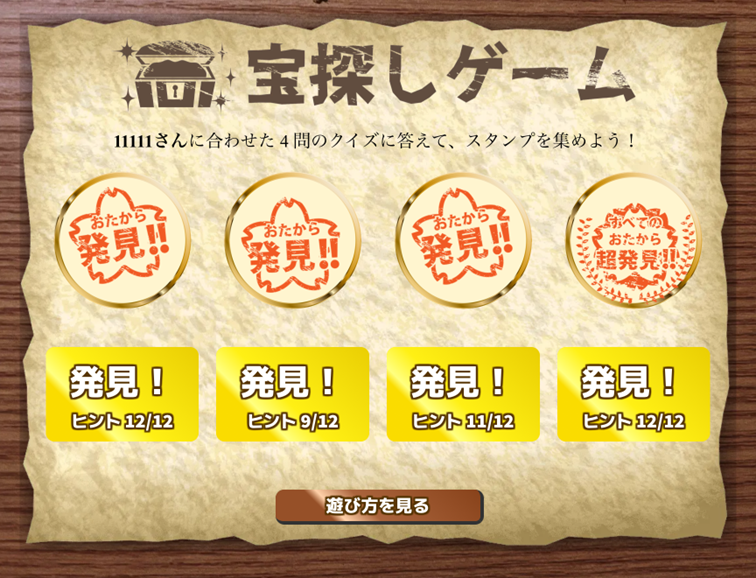 宝探しゲーム
11111さんに合わせた4問のクイズに答えて、スタンプを集めよう！
おたから
発見!!
おたから
発見!!
おたから
発見!!
すべての
おたから
超発見!!
発見！
ヒント 12/12
発見！
ヒント 9/12
発見！
ヒント 11/12
発見！
ヒント 12/12
遊び方を見る